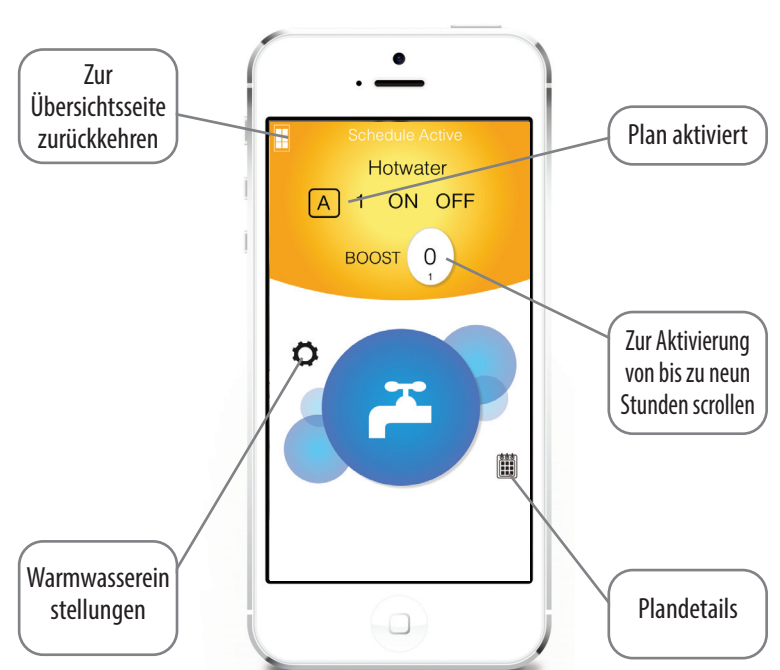 Zur
Übersichtsseite
zurückkehren
Schedule Active
Plan aktiviert
Hotwater
A 1 ON OFF
BOOST 0
1
Zur Aktivierung
von bis zu neun
Stunden scrollen
Warmwasserein
stellungen
Plandetails